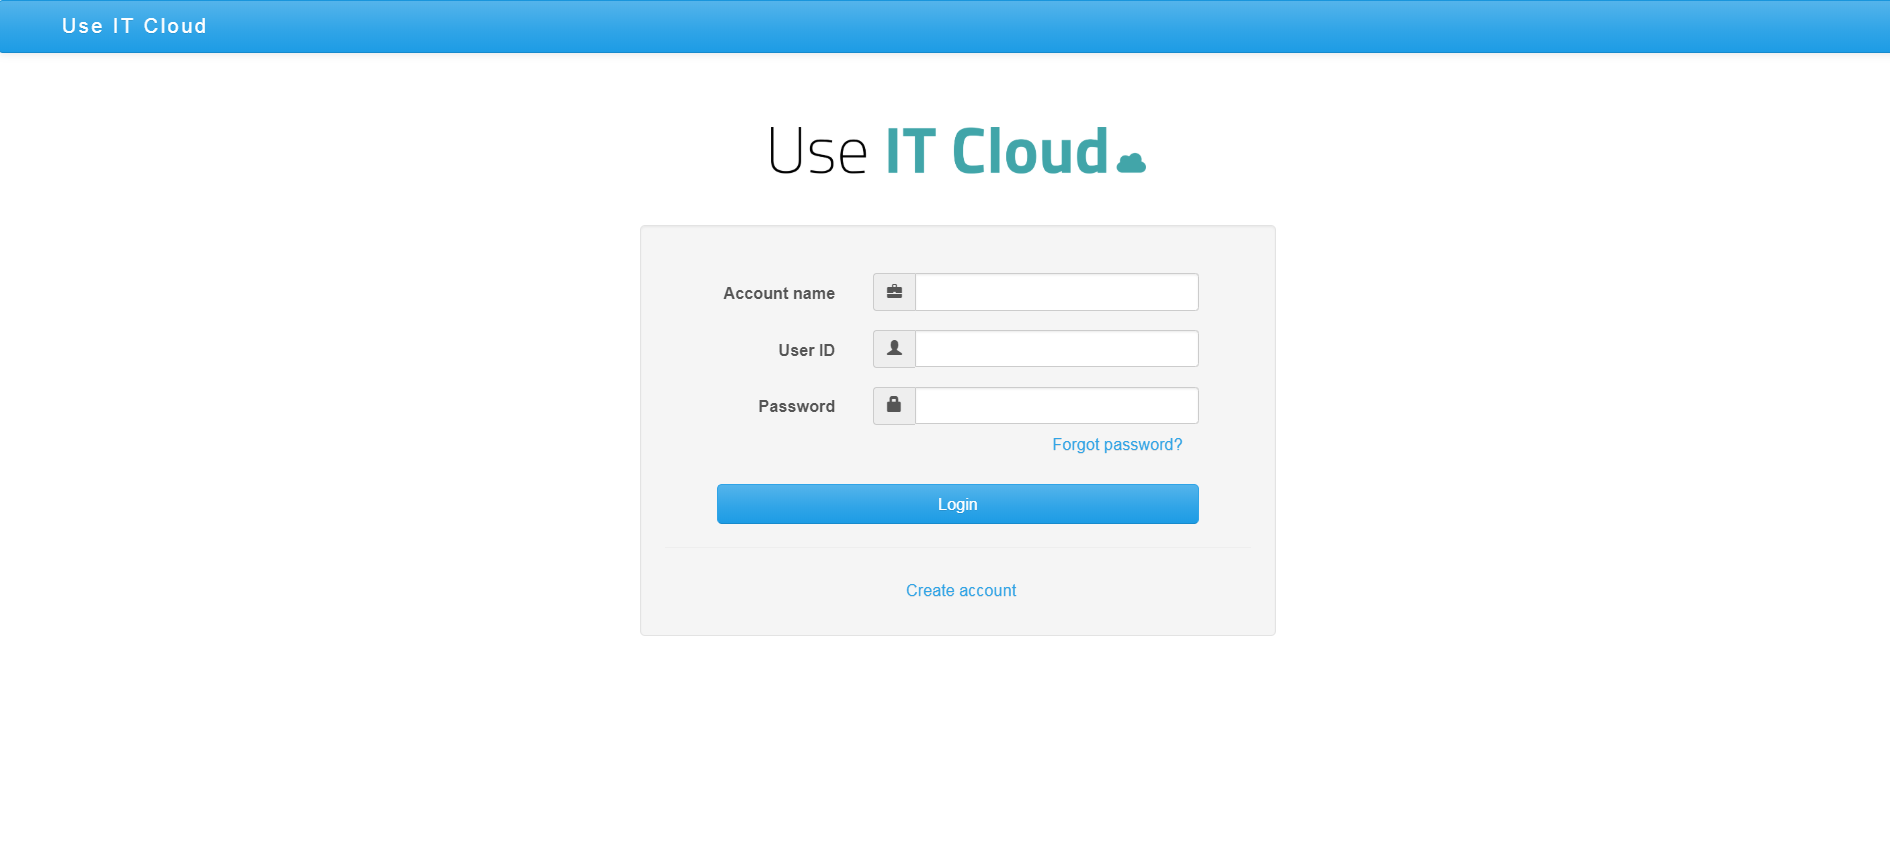 Use IT Cloud
Use IT Cloud
Account name
User ID
Password
Forgot password?
Login
Create account